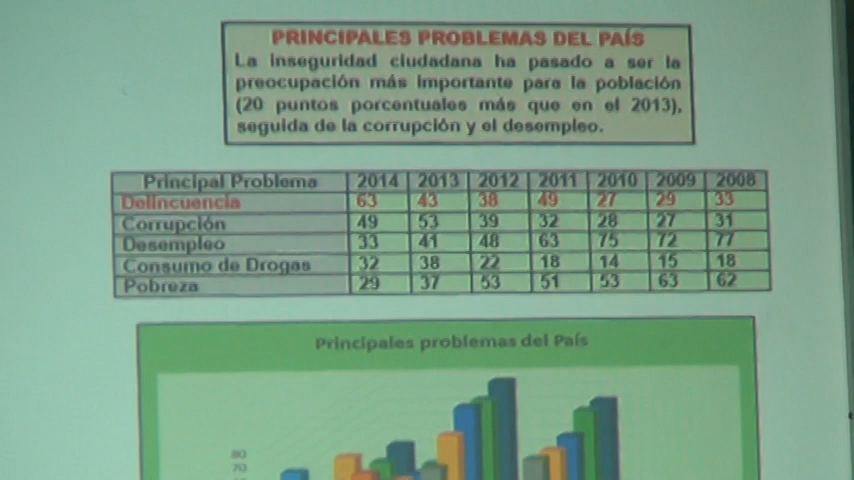 PRINCIPALES PROBLEMAS DEL PAÍS
La inseguridad ciudadana ha pasado a ser la
preocupación más importante para la población
(20 puntos porcentuales más que en el 2013),
seguida de la corrupción y el desempleo.
Principal Problema 2014 2013 2012 2011 2010 2009 2008
Delincuencia 63 43 38 49 27 29 33
Corrupción 49 53 39 32 28 27 31
Desempleo 33 41 48 63 75 72 77
Consumo de Drogas 32 38 22 18 14 15 18
Pobreza 29 37 53 51 53 63 62
Principales problemas del País
80
70